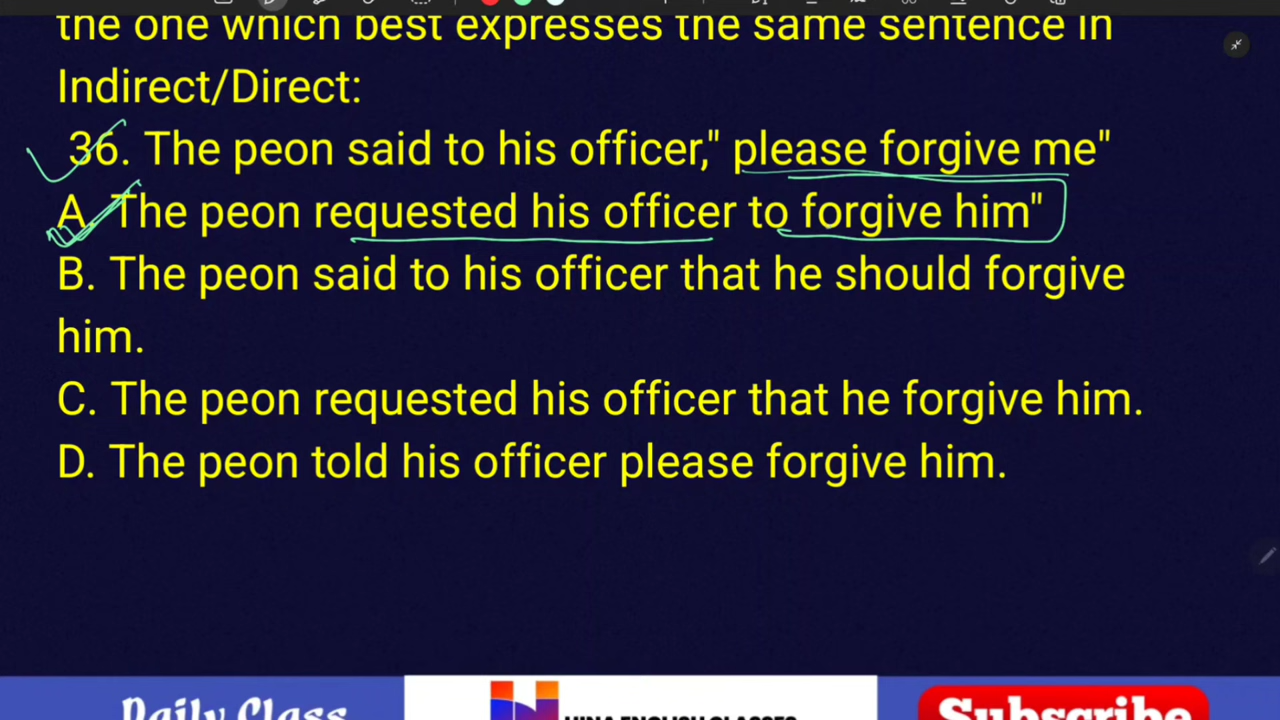 the one which best expresses the same sentence in
Indirect/Direct:
36. The peon said to his officer," please forgive me"
A. The peon requested his officer to forgive him"
B. The peon said to his officer that he should forgive
him.
C. The peon requested his officer that he forgive him.
D. The peon told his officer please forgive him.
Daily Class
HINA ENGLISH CLASSES
Subscribe